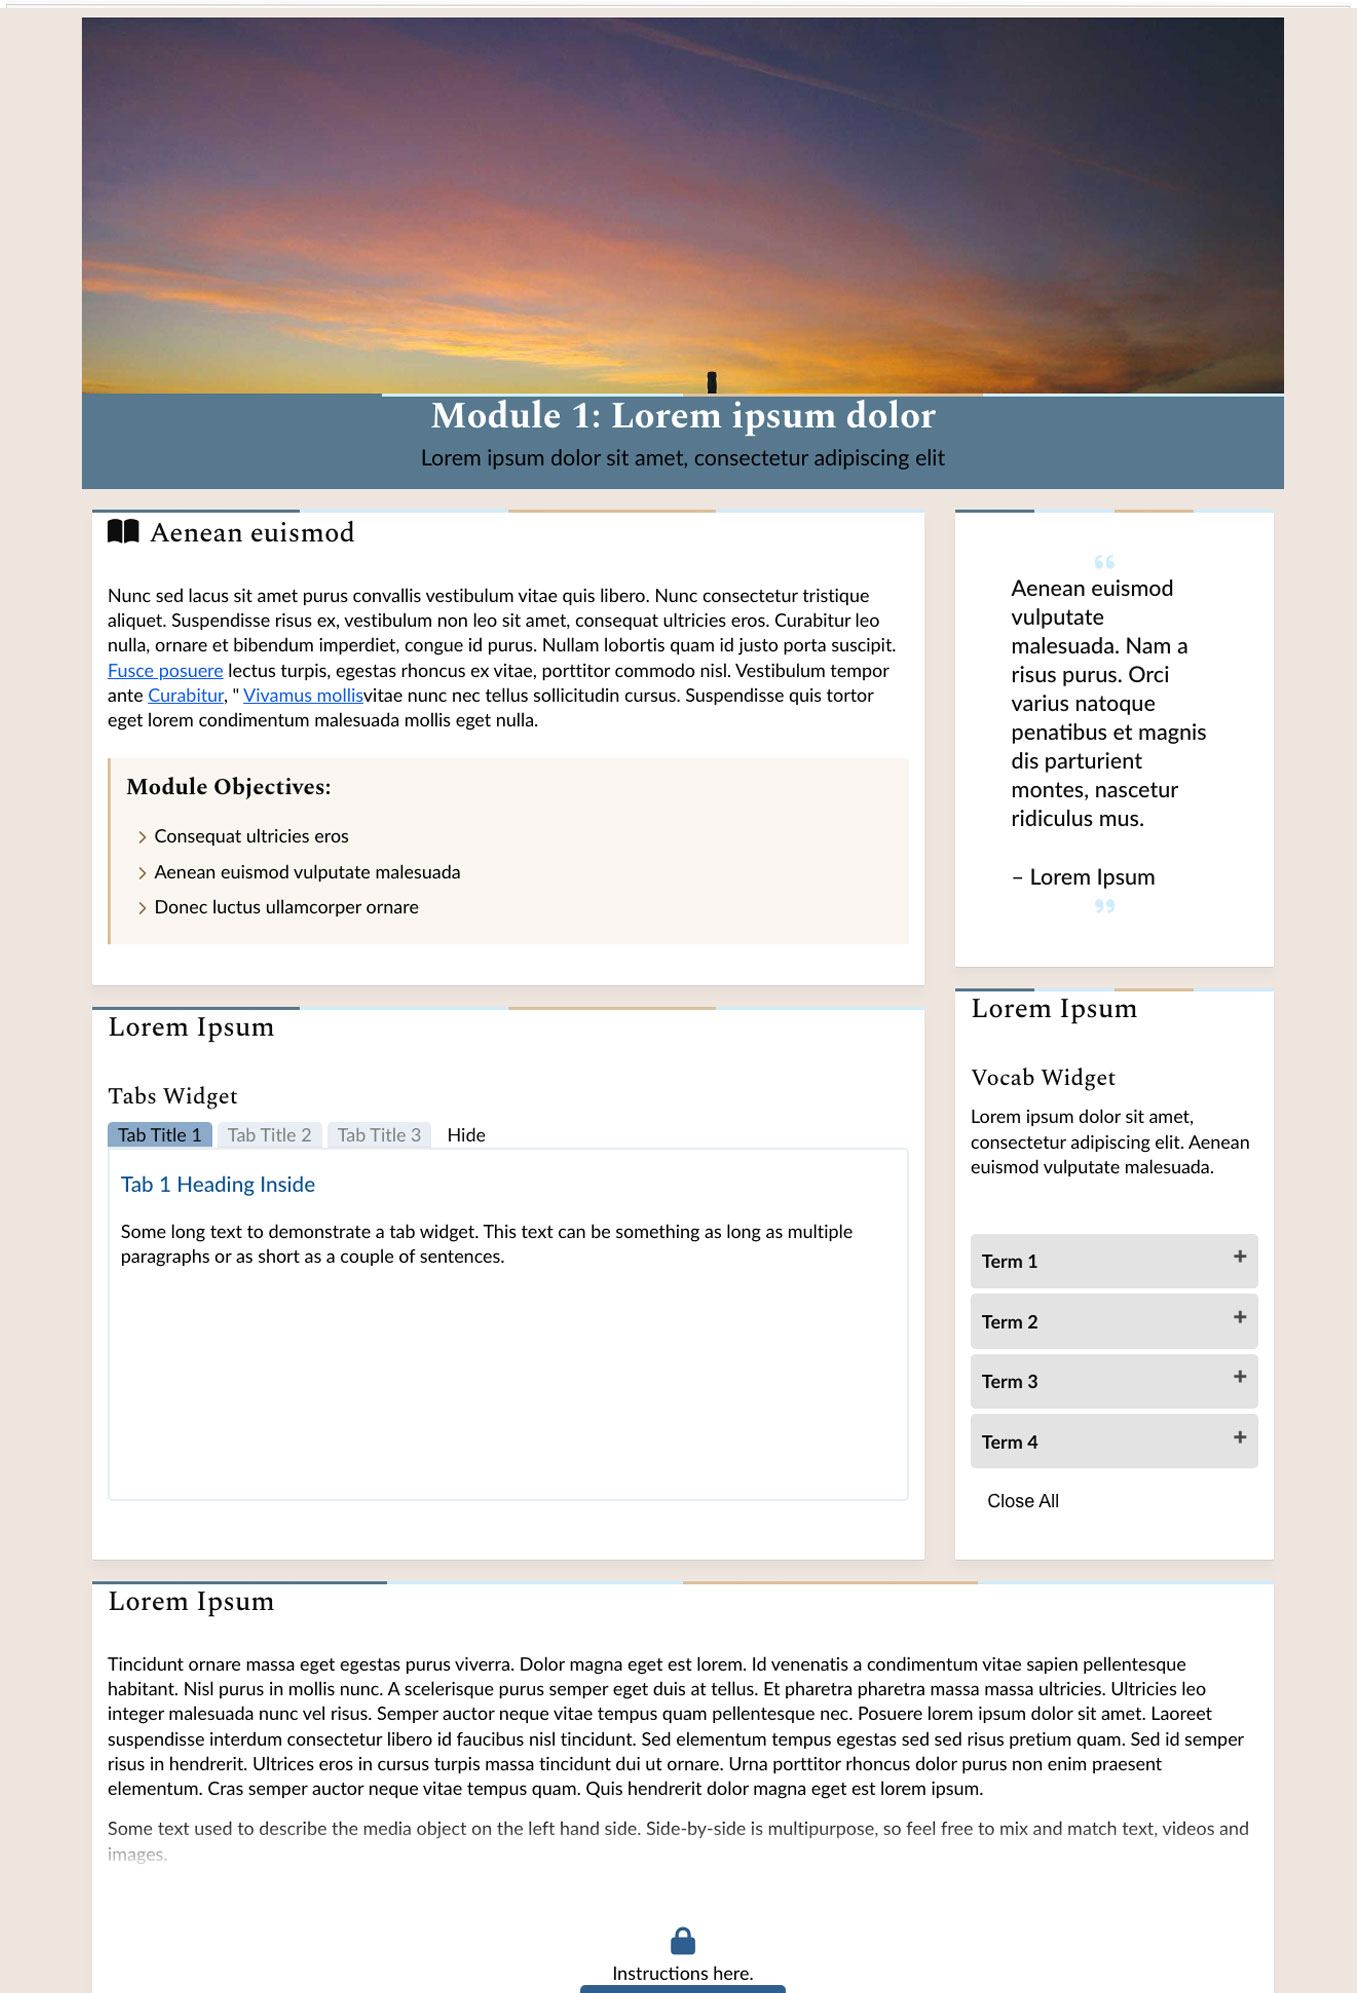 Module 1: Lorem ipsum dolor
Lorem ipsum dolor sit amet, consectetur adipiscing elit
Aenean euismod
Nunc sed lacus sit amet purus convallis vestibulum vitae quis libero. Nunc consectetur tristique
aliquet. Suspendisse risus ex, vestibulum non leo sit amet, consequat ultricies eros. Curabitur leo
nulla, ornare et bibendum imperdiet, congue id purus. Nullam lobortis quam id justo porta suscipit.
Fusce posuere lectus turpis, egestas rhoncus ex vitae, porttitor commodo nisl. Vestibulum tempor
ante Curabitur, " Vivamus mollisvitae nunc nec tellus sollicitudin cursus. Suspendisse quis tortor
eget lorem condimentum malesuada mollis eget nulla.
Module Objectives:
Consequat ultricies eros
Aenean euismod vulputate malesuada
Donec luctus ullamcorper ornare
“
Aenean euismod
vulputate
malesuada. Nam a
risus purus. Orci
varius natoque
penatibus et magnis
dis parturient
montes, nascetur
ridiculus mus.
– Lorem Ipsum
”
Lorem Ipsum
Tabs Widget
Tab Title 1 Tab Title 2 Tab Title 3 Hide
Tab 1 Heading Inside
Some long text to demonstrate a tab widget. This text can be something as long as multiple
paragraphs or as short as a couple of sentences.
Lorem Ipsum
Vocab Widget
Lorem ipsum dolor sit amet,
consectetur adipiscing elit. Aenean
euismod vulputate malesuada.
Term 1 +
Term 2 +
Term 3 +
Term 4 +
Close All
Lorem Ipsum
Tincidunt ornare massa eget egestas purus viverra. Dolor magna eget est lorem. Id venenatis a condimentum vitae sapien pellentesque
habitant. Nisl purus in mollis nunc. A scelerisque purus semper eget duis at tellus. Et pharetra pharetra massa massa ultricies. Ultricies leo
integer malesuada nunc vel risus. Semper auctor neque vitae tempus quam pellentesque nec. Posuere lorem ipsum dolor sit amet. Laoreet
suspendisse interdum consectetur libero id faucibus nisl tincidunt. Sed elementum tempus egestas sed sed risus pretium quam. Sed id semper
risus in hendrerit. Ultrices eros in cursus turpis massa tincidunt dui ut ornare. Urna porttitor rhoncus dolor purus non enim praesent
elementum. Cras semper auctor neque vitae tempus quam. Quis hendrerit dolor magna eget est lorem ipsum.
Some text used to describe the media object on the left hand side. Side-by-side is multipurpose, so feel free to mix and match text, videos and
images.
Instructions here.